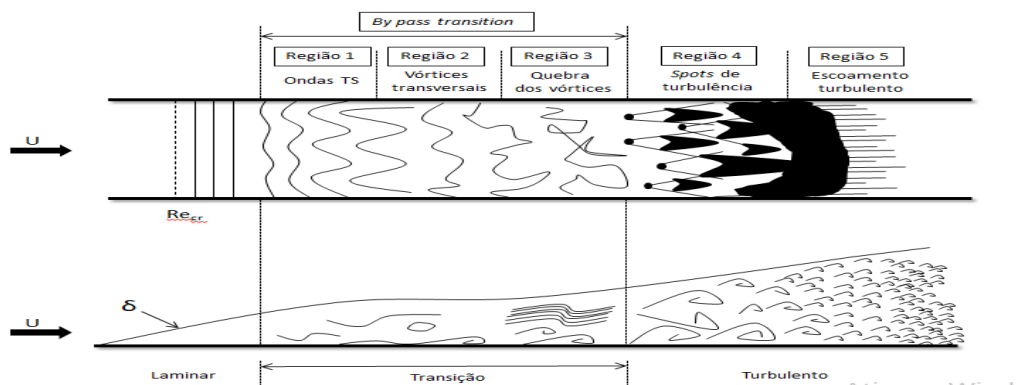 By pass transition
Região 1
Região 2
Região 3
Região 4
Região 5
Ondas TS
Vórtices
transversais
Quebra
dos vórtices
Spots de
turbulência
Escoamento
turbulento
U
Re_cr
δ
U
Laminar
Transição
Turbulento